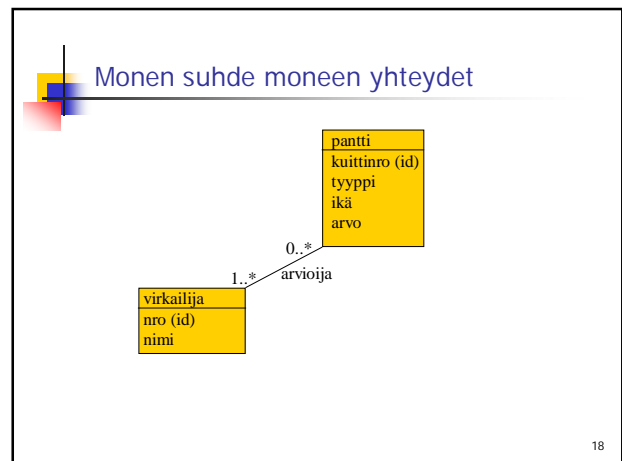 Monen suhde moneen yhteydet
pantti
kuittinro (id)
tyyppi
ikä
arvo
0..*
arvioija
1..*
virkailija
nro (id)
nimi
18